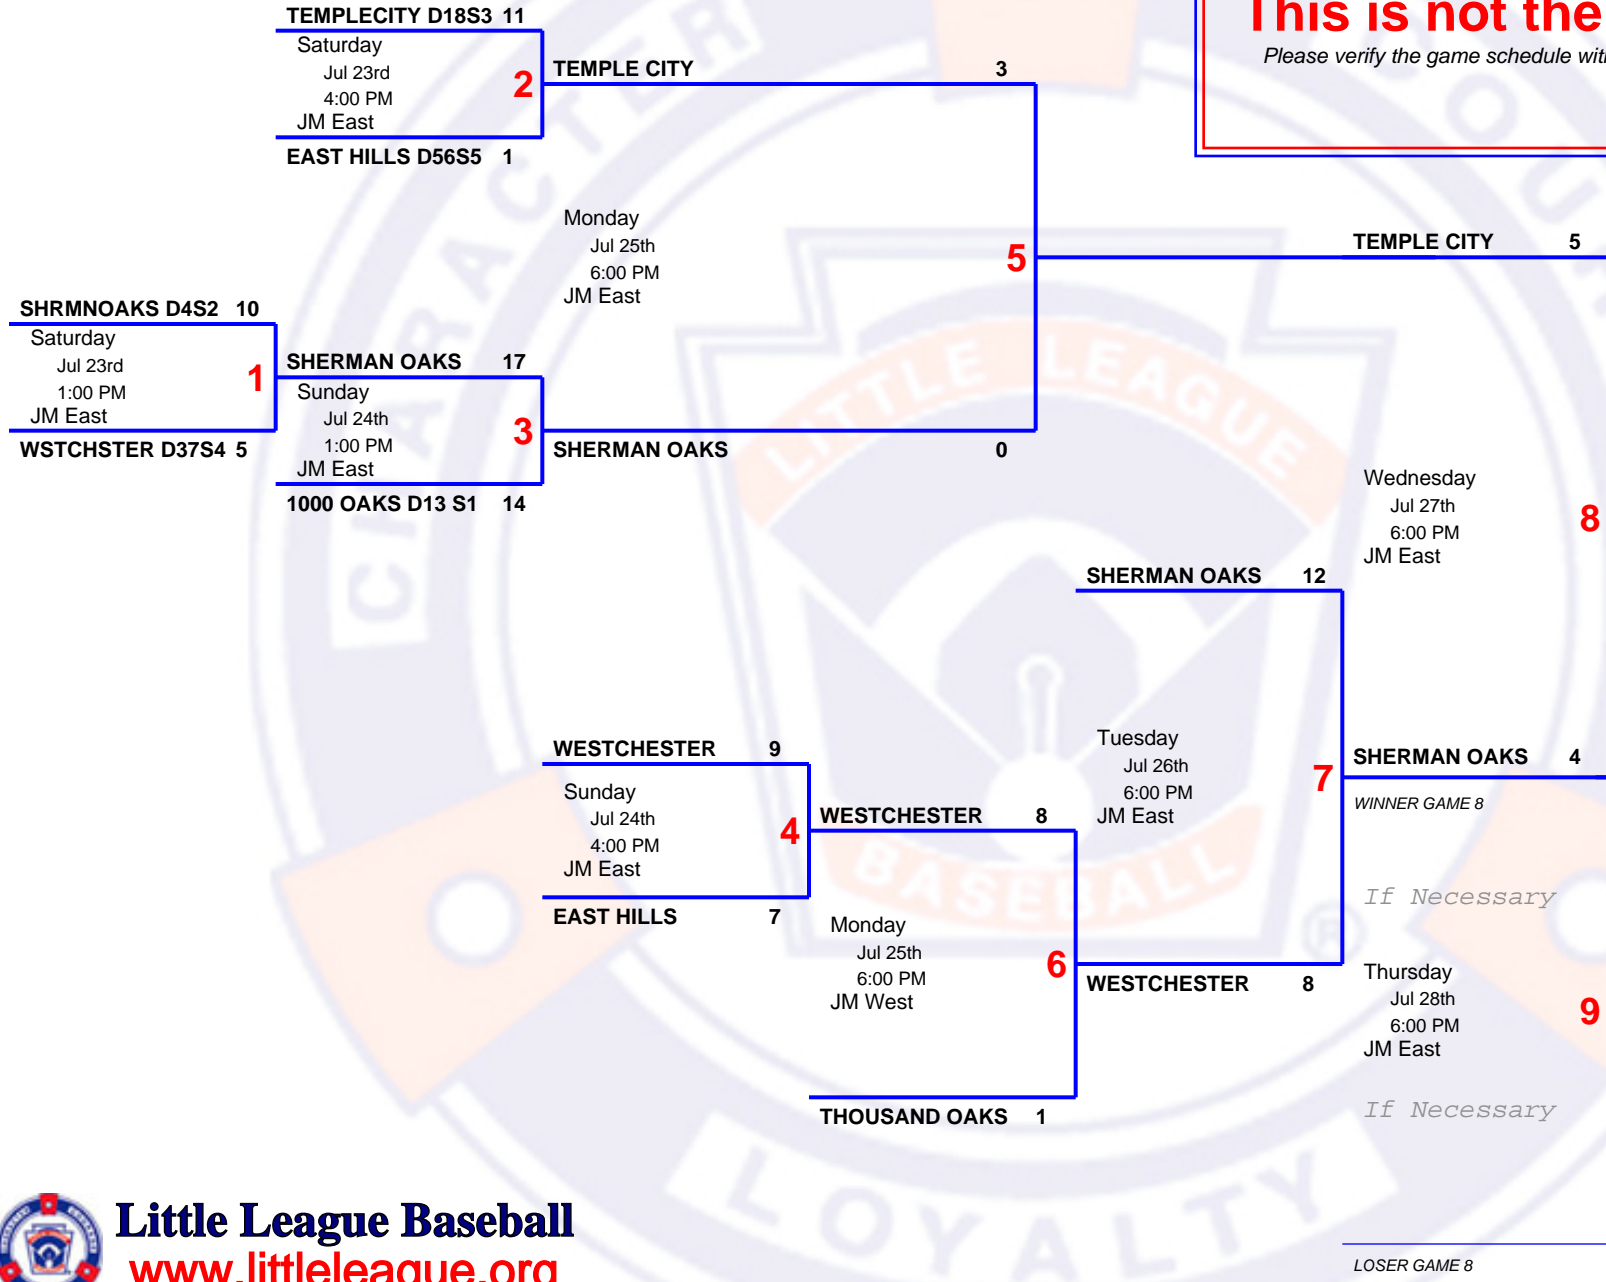 TEMPLECITY D18S3 11
Saturday
Jul 23rd
4:00 PM
JM East
2
EAST HILLS D56S5 1
TEMPLE CITY 3
This is not the
Please verify the game schedule with
Monday
Jul 25th
6:00 PM
JM East
5
TEMPLE CITY 5
SHRMNOAKS D4S2 10
Saturday
Jul 23rd
1:00 PM
JM East
1
WSTCHSTER D37S4 5
SHERMAN OAKS 17
Sunday
Jul 24th
1:00 PM
JM East
3
1000 OAKS D13 S1 14
SHERMAN OAKS 0
Wednesday
Jul 27th
6:00 PM
JM East
8
SHERMAN OAKS 12
Tuesday
Jul 26th
6:00 PM
JM East
7
SHERMAN OAKS 4
WINNER GAME 8
WESTCHESTER 9
Sunday
Jul 24th
4:00 PM
JM East
4
EAST HILLS 7
WESTCHESTER 8
Monday
Jul 25th
6:00 PM
JM West
6
THOUSAND OAKS 1
WESTCHESTER 8
If Necessary
Thursday
Jul 28th
6:00 PM
JM East
9
If Necessary
LOSER GAME 8
CHARACTER
COU
LOYALTY
LITTLE LEAGUE
BASEBALL
®
Little League Baseball
www.littleleague.org